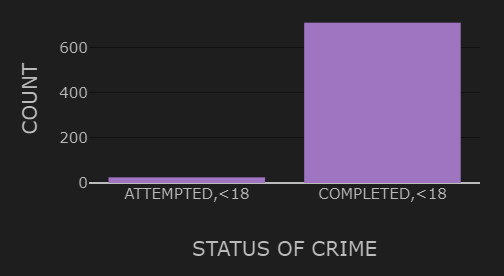 COUNT
600
400
200
0
ATTEMPTED,<18 COMPLETED,<18
STATUS OF CRIME